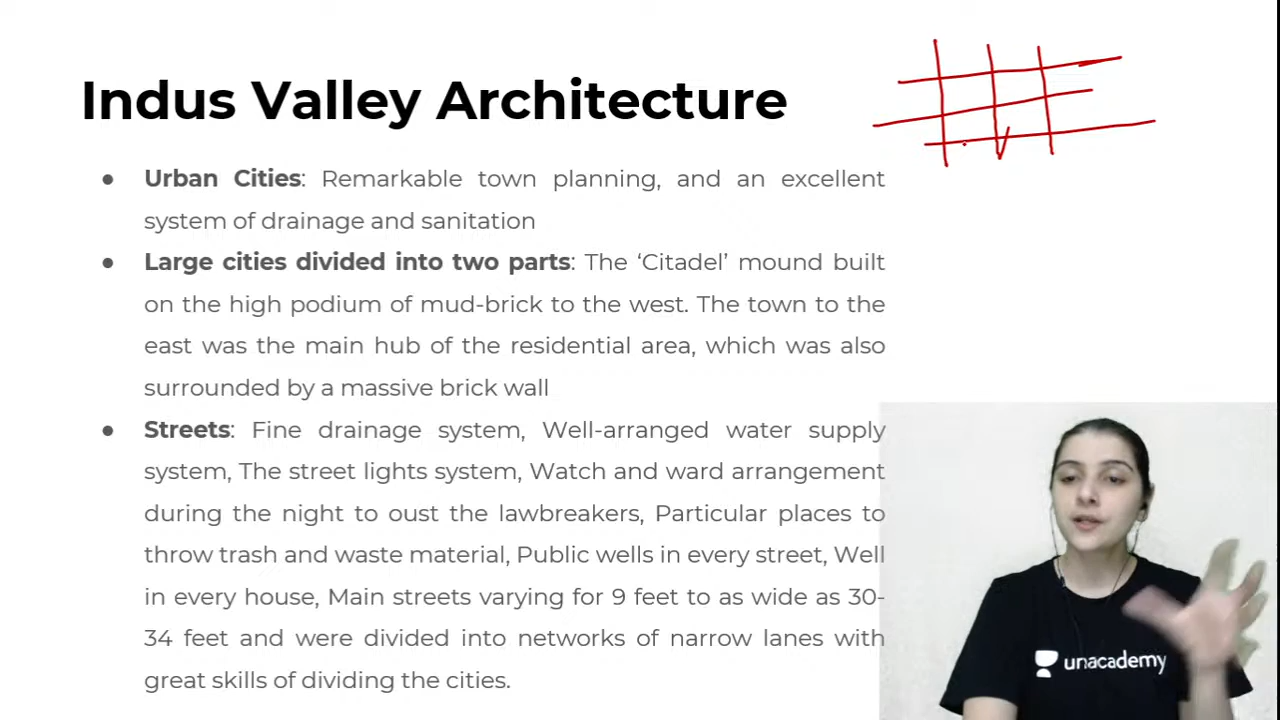 Indus Valley Architecture
● Urban Cities: Remarkable town planning, and an excellent
system of drainage and sanitation
● Large cities divided into two parts: The ‘Citadel’ mound built
on the high podium of mud-brick to the west. The town to the
east was the main hub of the residential area, which was also
surrounded by a massive brick wall
● Streets: Fine drainage system, Well-arranged water supply
system, The street lights system, Watch and ward arrangement
during the night to oust the lawbreakers, Particular places to
throw trash and waste material, Public wells in every street, Well
in every house, Main streets varying for 9 feet to as wide as 30-
34 feet and were divided into networks of narrow lanes with
great skills of dividing the cities.
unacademy